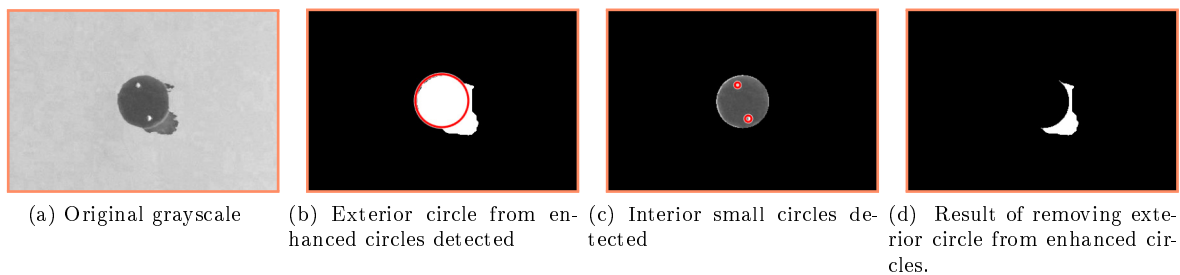 (a) Original grayscale
(b) Exterior circle from en-
hanced circles detected
(c) Interior small circles de-
tected
(d) Result of removing exte-
rior circle from enhanced cir-
cles.